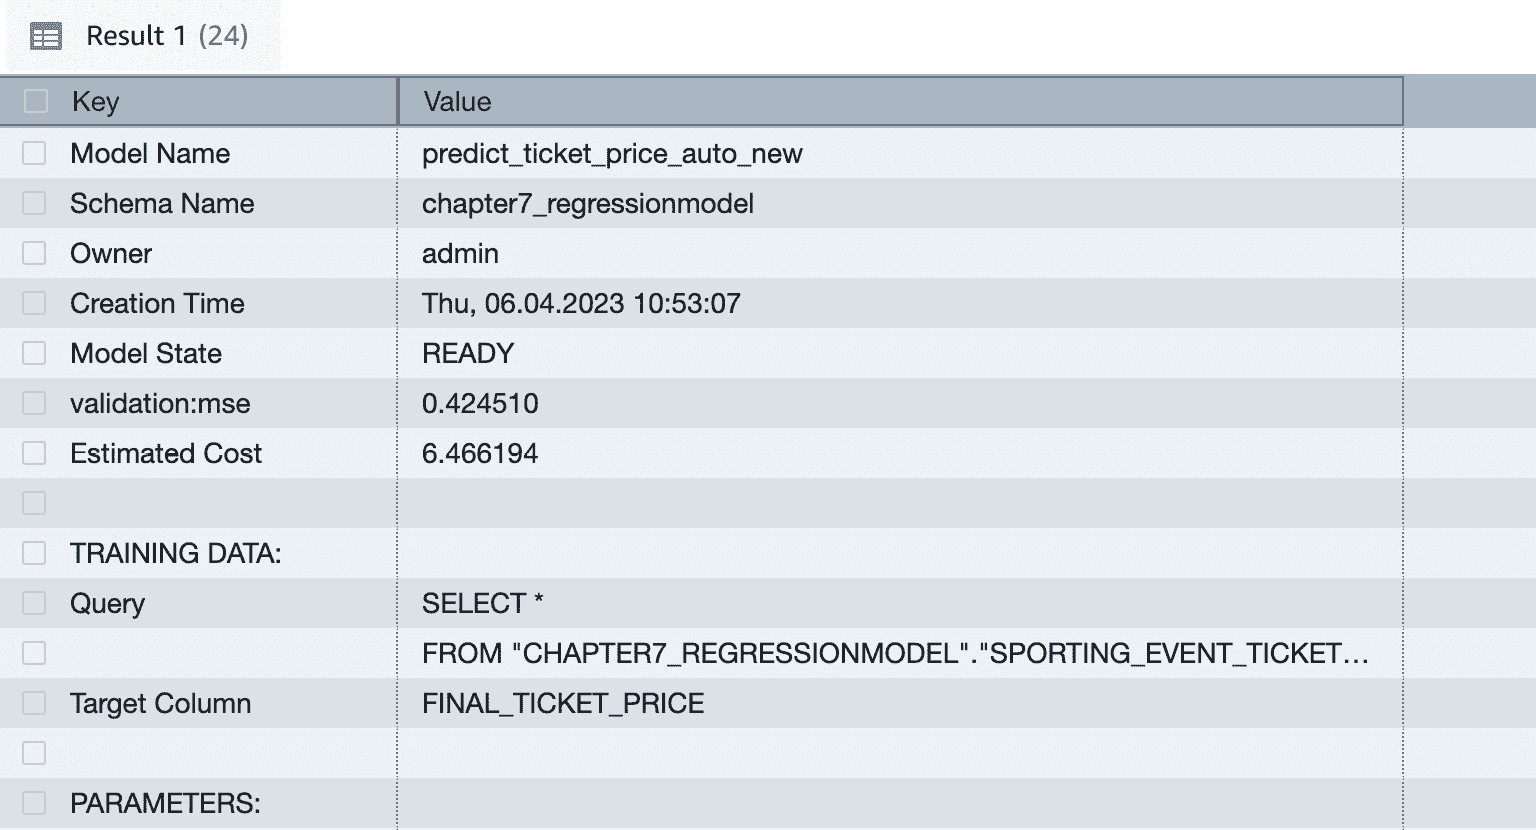 Result 1 (24)
Key Value
Model Name predict_ticket_price_auto_new
Schema Name chapter7_regressionmodel
Owner admin
Creation Time Thu, 06.04.2023 10:53:07
Model State READY
validation:mse 0.424510
Estimated Cost 6.466194
TRAINING DATA:
Query SELECT *
FROM "CHAPTER7_REGRESSIONMODEL"."SPORTING_EVENT_TICKET...
Target Column FINAL_TICKET_PRICE
PARAMETERS: